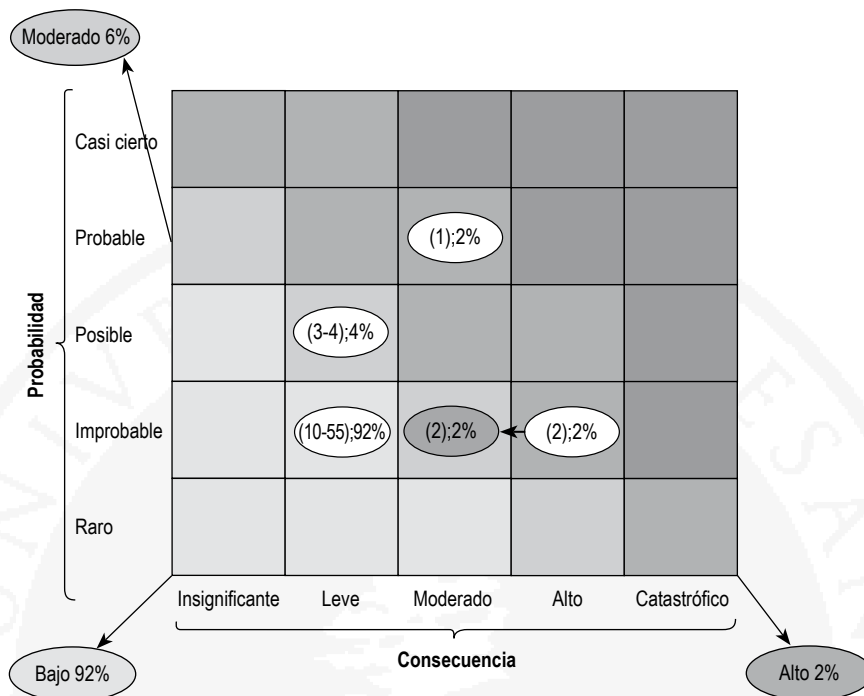 Moderado 6%
Casi cierto
Probable
(1);2%
Probabilidad
Posible
(3-4);4%
Improbable
(10-55);92%
(2);2%
(2);2%
Raro
Insignificante
Leve
Moderado
Alto
Catastrófico
Consecuencia
Bajo 92%
Alto 2%